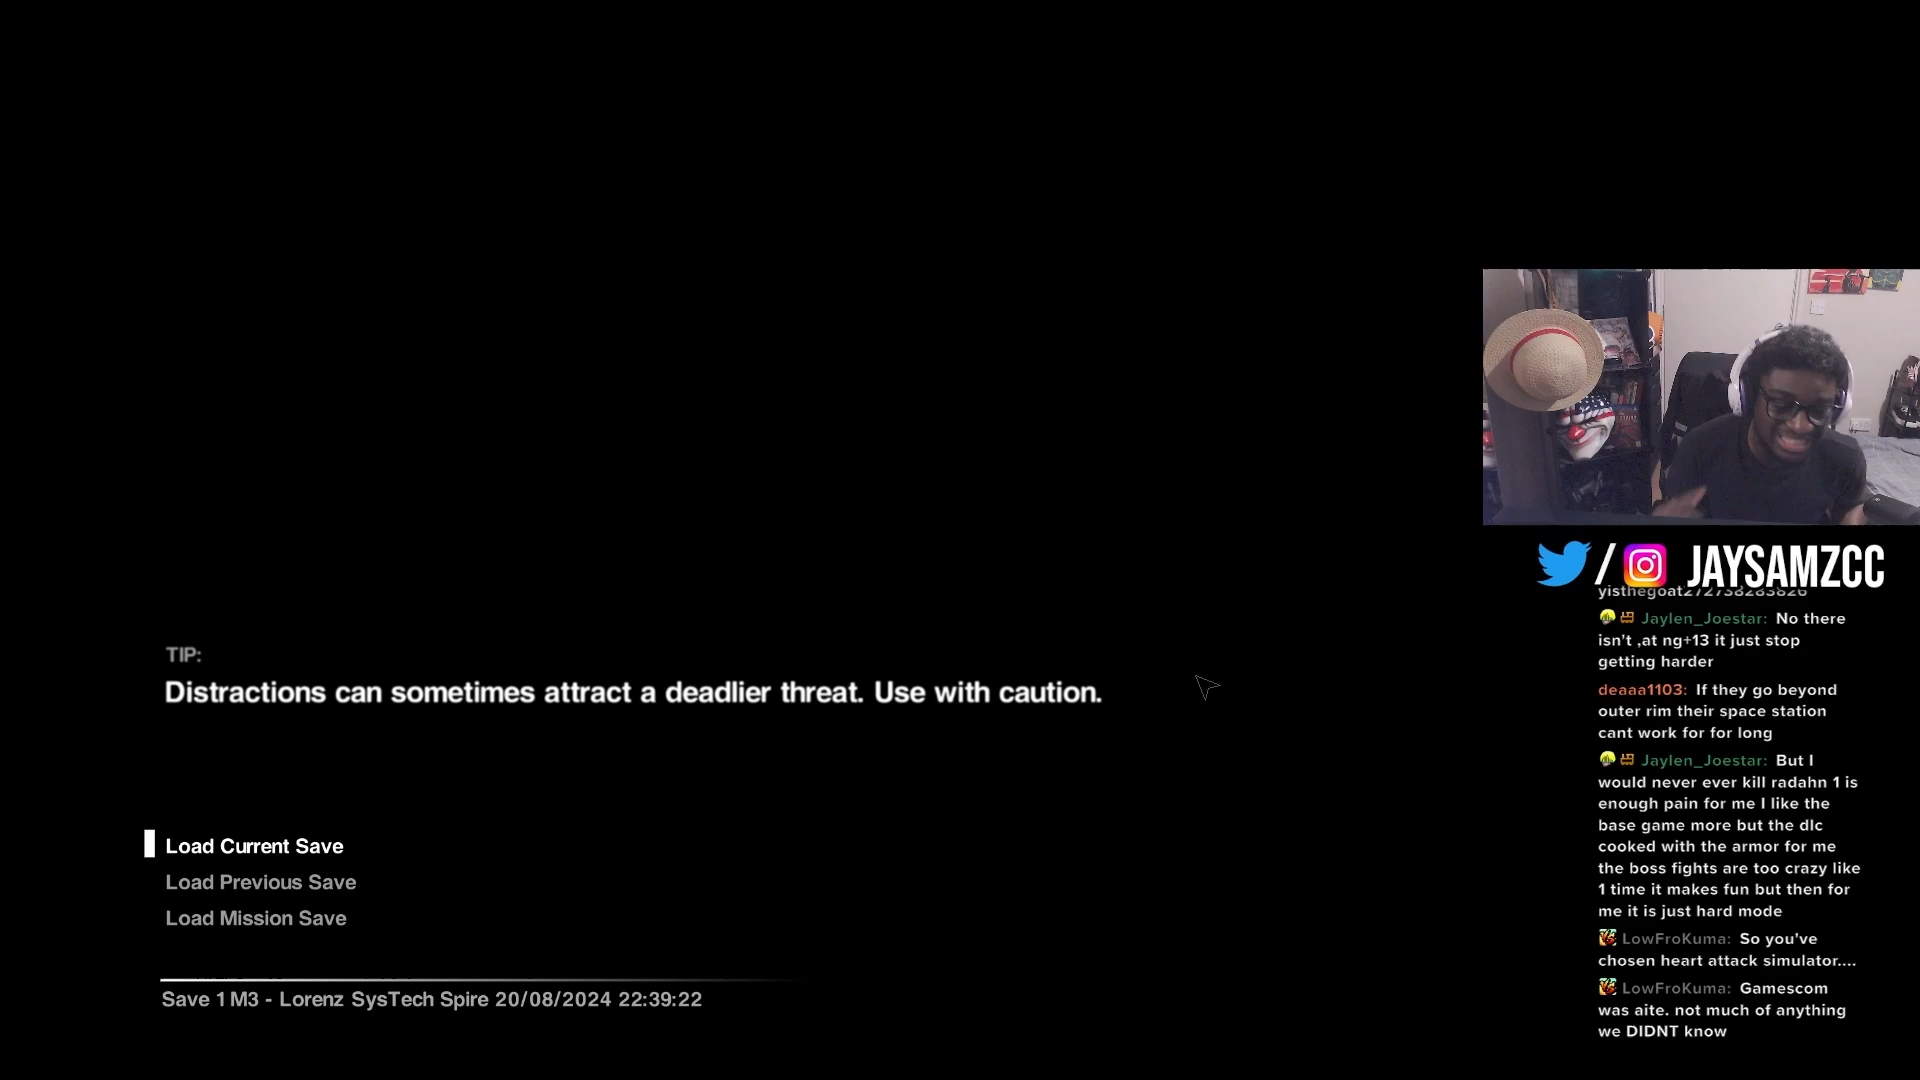 TIP:
Distractions can sometimes attract a deadlier threat. Use with caution.
Load Current Save
Load Previous Save
Load Mission Save
Save 1 M3 - Lorenz SysTech Spire 20/08/2024 22:39:22
/ JAYSAMZCC
Jaylen_Joestar: No there
isn't ,at ng+13 it just stop
getting harder
deaaa1103: If they go beyond
outer rim their space station
cant work for for long
Jaylen_Joestar: But I
would never ever kill radahn 1 is
enough pain for me I like the
base game more but the dlc
cooked with the armor for me
the boss fights are too crazy like
1 time it makes fun but then for
me it is just hard mode
LowFroKuma: So you've
chosen heart attack simulator....
LowFroKuma: Gamescom
was aite. not much of anything
we DIDNT know